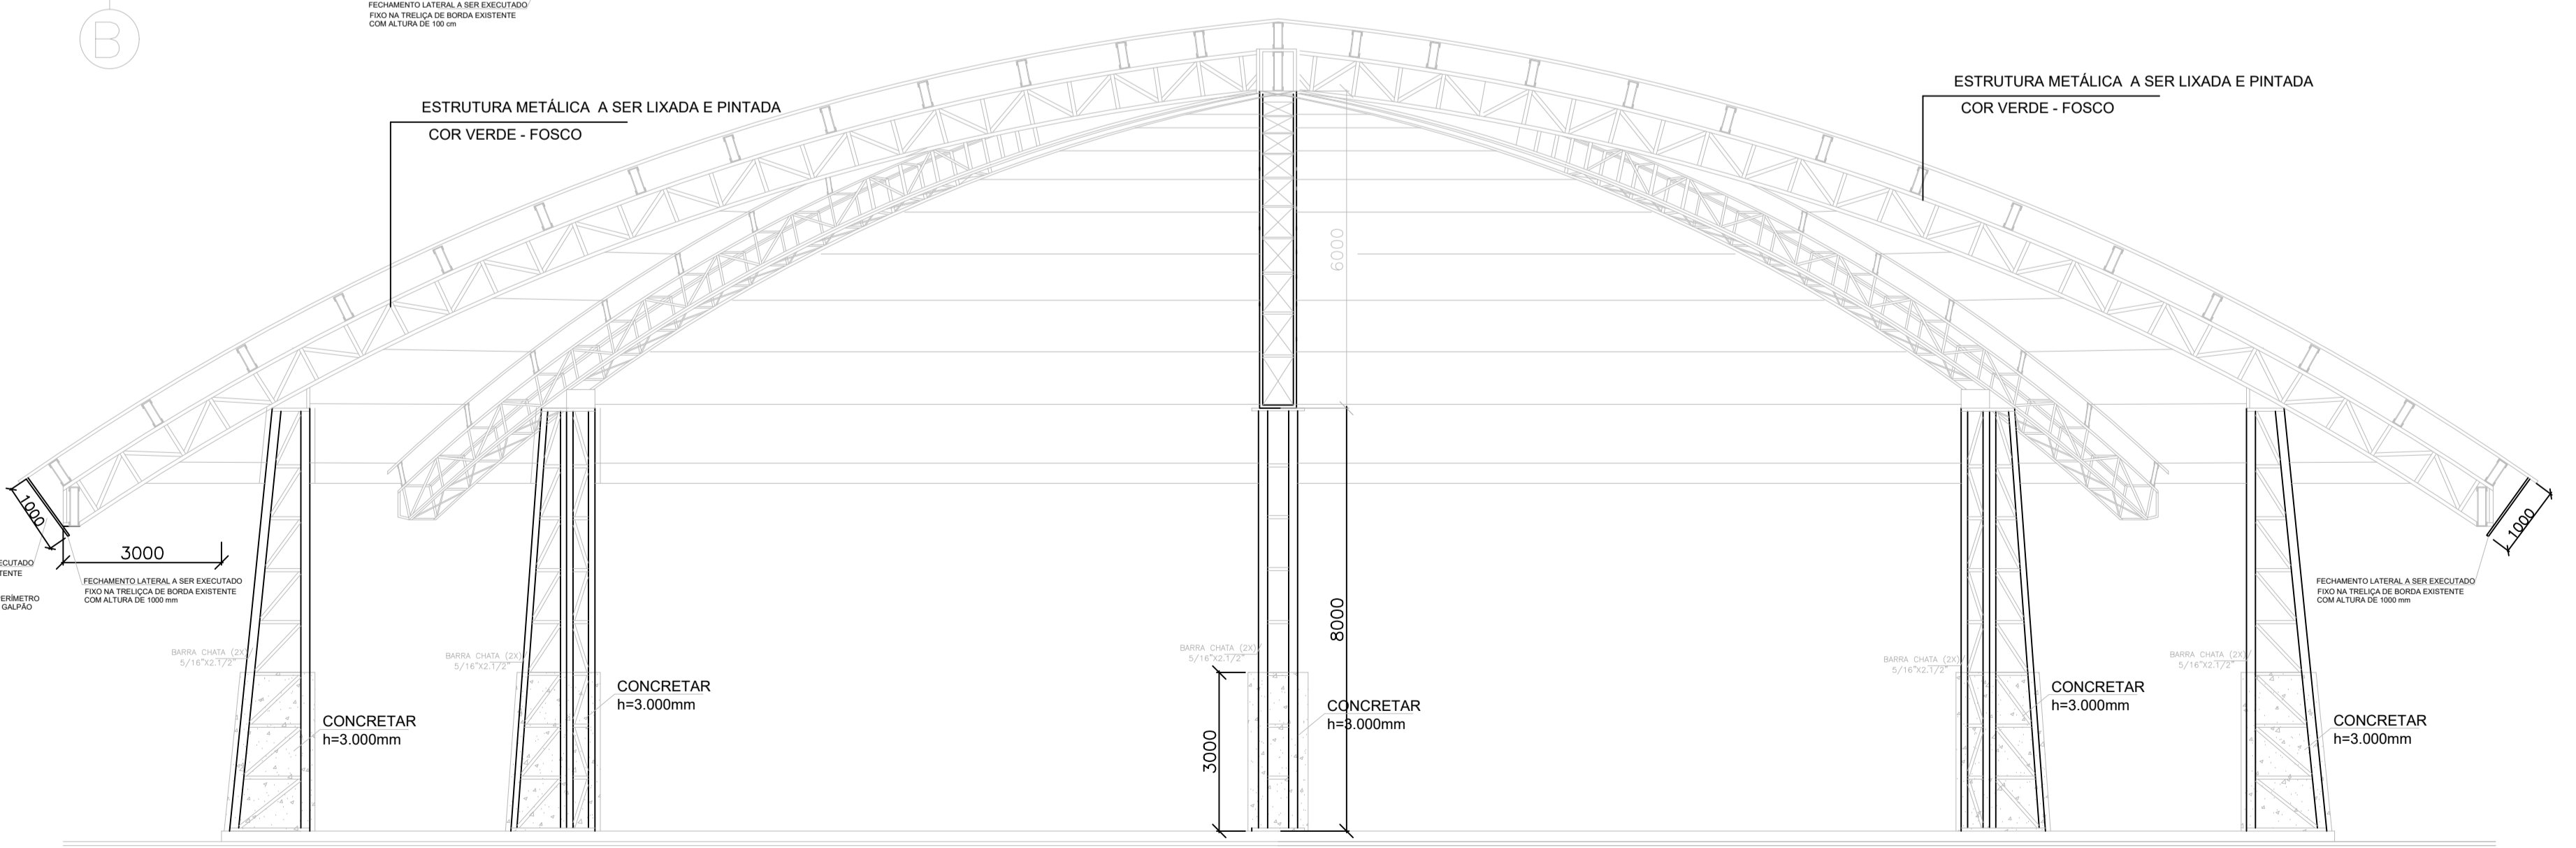 FECHAMENTO LATERAL A SER EXECUTADO
FIXO NA TRELIÇA DE BORDA EXISTENTE
COM ALTURA DE 100 cm
B
ESTRUTURA METÁLICA A SER LIXADA E PINTADA
COR VERDE - FOSCO
ESTRUTURA METÁLICA A SER LIXADA E PINTADA
COR VERDE - FOSCO
6000
1000
3000
1000
ECUTADO
TENTE
PERÍMETRO
GALPÃO
FECHAMENTO LATERAL A SER EXECUTADO
FIXO NA TRELIÇCA DE BORDA EXISTENTE
COM ALTURA DE 1000 mm
FECHAMENTO LATERAL A SER EXECUTADO
FIXO NA TRELIÇA DE BORDA EXISTENTE
COM ALTURA DE 1000 mm
8000
BARRA CHATA (2X)
5/16"X2.1/2"
BARRA CHATA (2X)
5/16"X2.1/2"
BARRA CHATA (2X)
5/16"X2.1/2"
BARRA CHATA (2X)
5/16"X2.1/2"
BARRA CHATA (2X)
5/16"X2.1/2"
CONCRETAR
h=3.000mm
CONCRETAR
h=3.000mm
3000
CONCRETAR
h=3.000mm
CONCRETAR
h=3.000mm
CONCRETAR
h=3.000mm